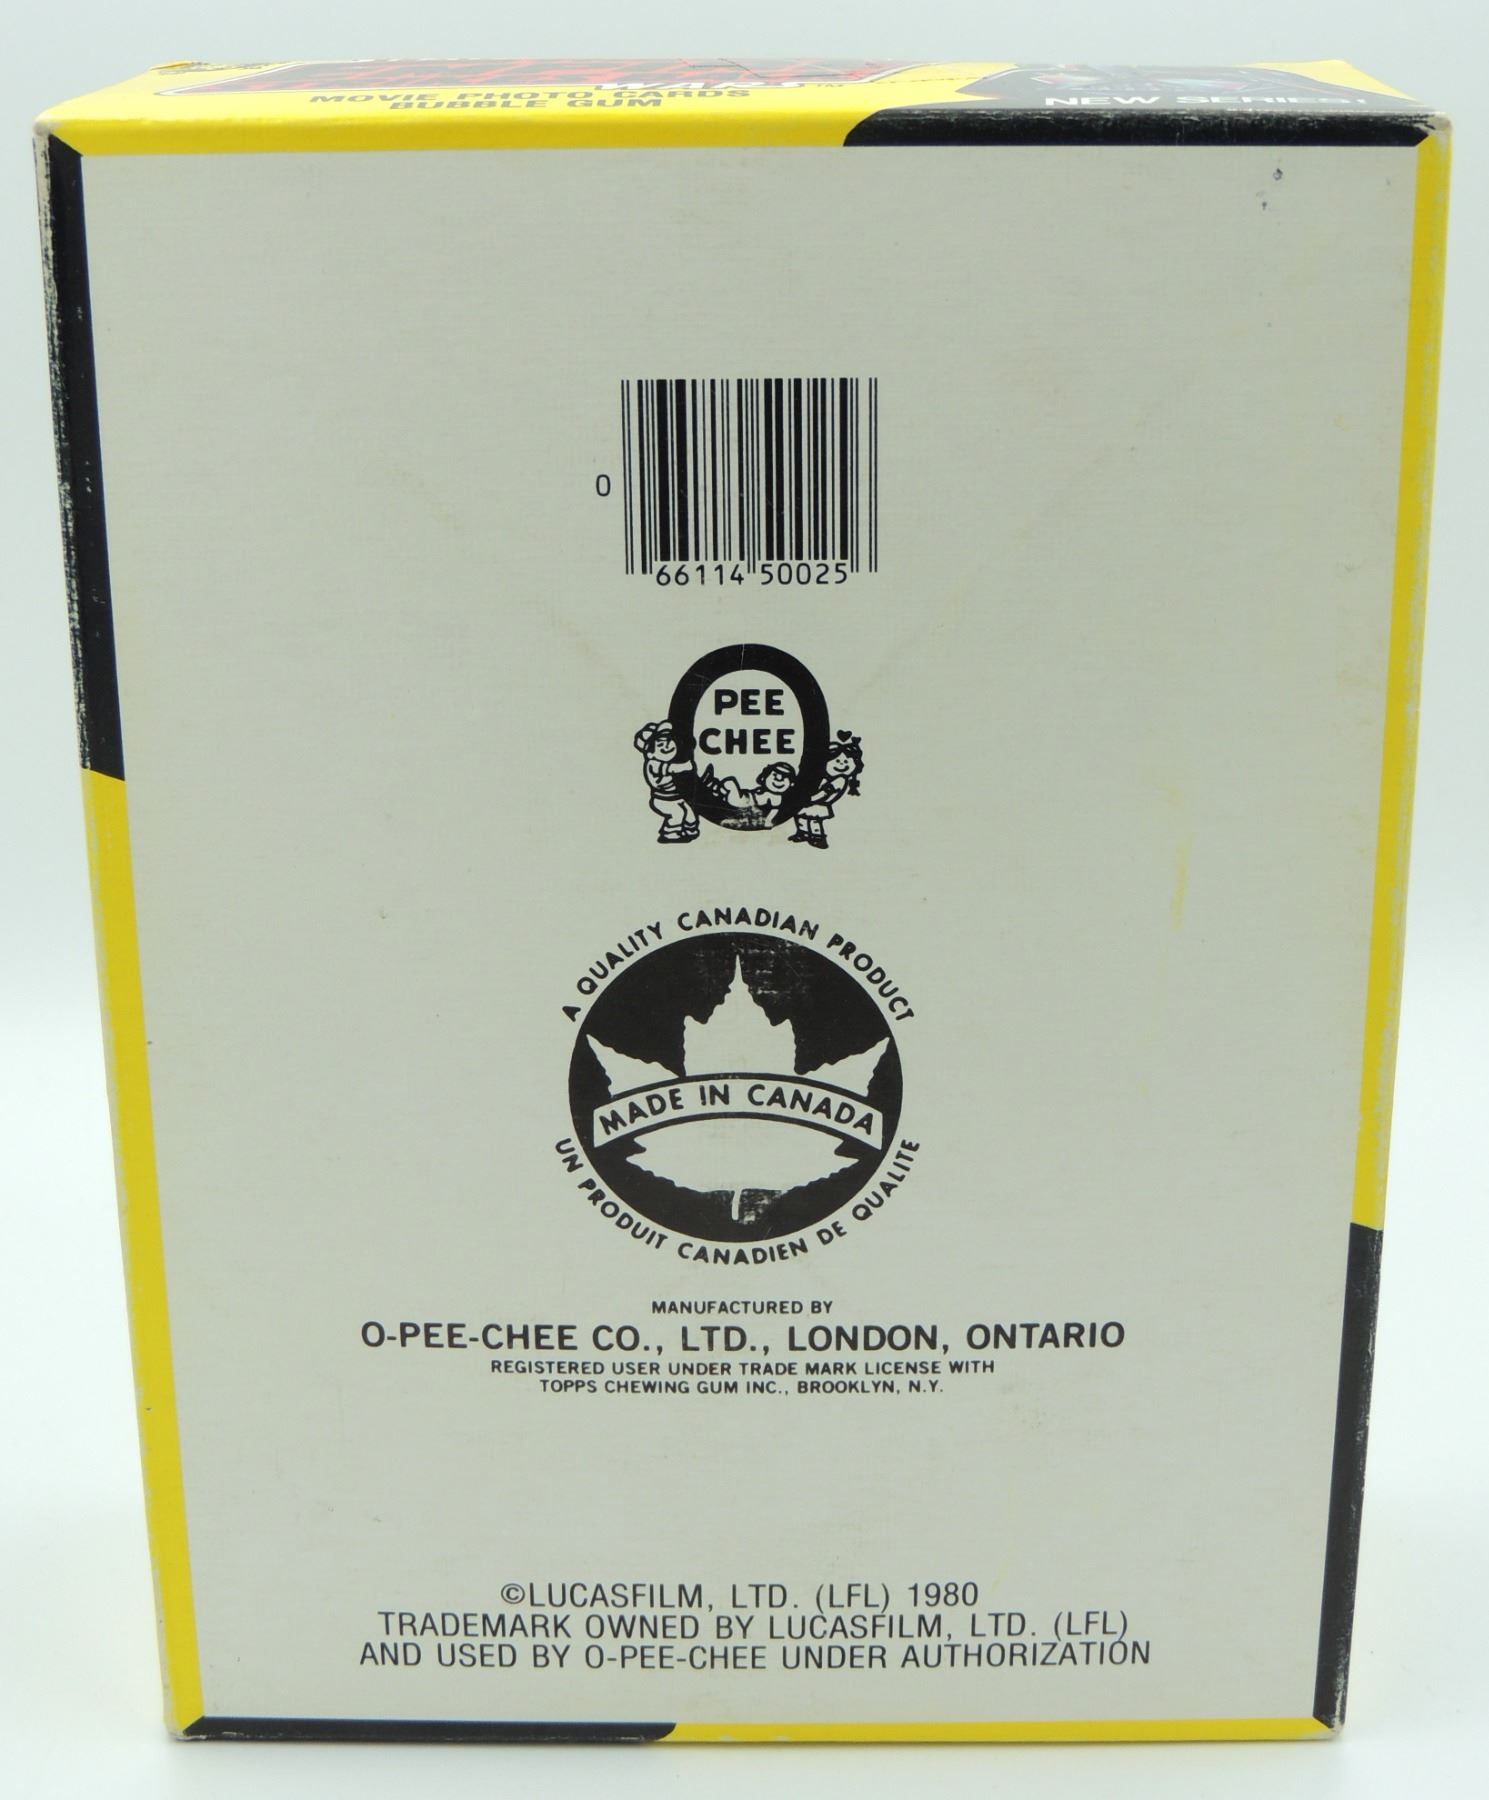 WARS™
MOVIE PHOTO CARDS
BUBBLE GUM
NEW SERIES!
0
66114 50025
PEE
CHEE
A QUALITY CANADIAN PRODUCT
MADE IN CANADA
UN PRODUIT CANADIEN DE QUALITE
MANUFACTURED BY
O-PEE-CHEE CO., LTD., LONDON, ONTARIO
REGISTERED USER UNDER TRADE MARK LICENSE WITH
TOPPS CHEWING GUM INC., BROOKLYN, N.Y.
©LUCASFILM, LTD. (LFL) 1980
TRADEMARK OWNED BY LUCASFILM, LTD. (LFL)
AND USED BY O-PEE-CHEE UNDER AUTHORIZATION